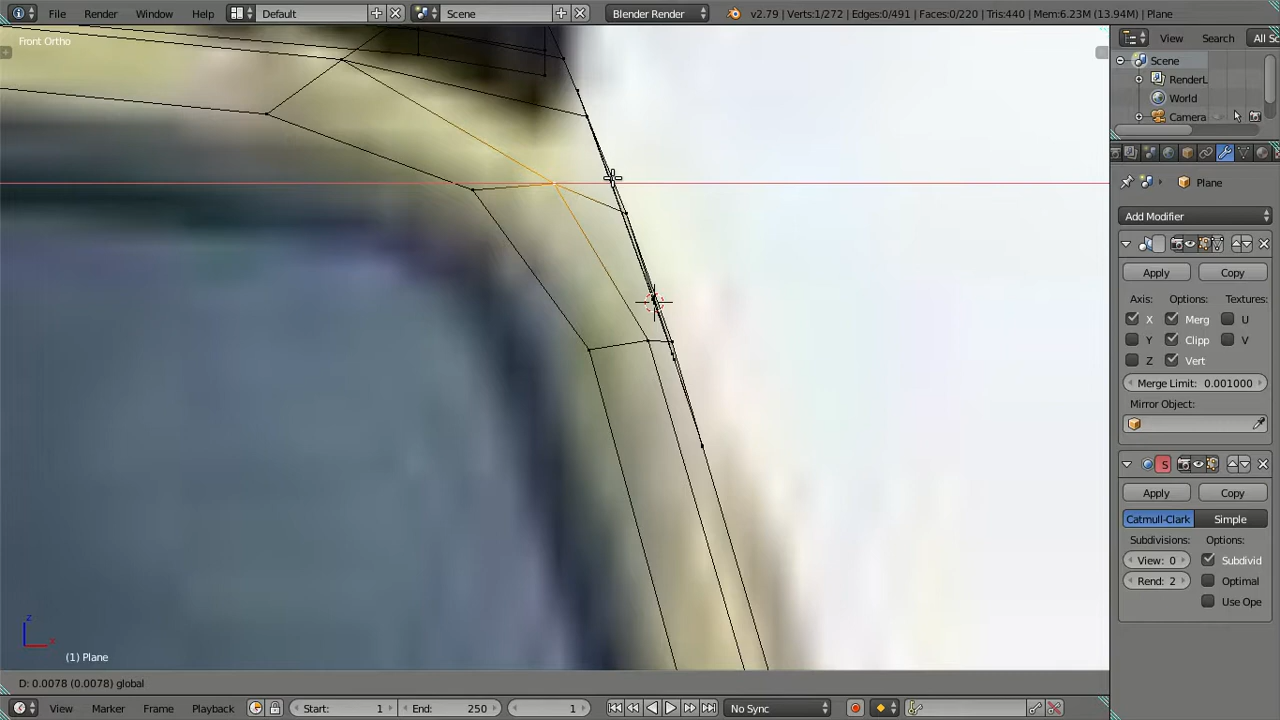 File Render Window Help Default Scene Blender Render v2.79 | Verts:1/272 | Edges:0/491 | Faces:0/220 | Tris:440 | Mem:6.23M (13.94M) | Plane
Front Ortho
View Search All Sc
Scene
RenderL
World
Camera
Plane
Add Modifier
Apply Copy
Axis: Options: Textures:
X Merg U
Y Clipp V
Z Vert
Merge Limit: 0.001000
Mirror Object:
S
Apply Copy
Catmull-Clark Simple
Subdivisions: Options:
View: 0 Subdivid
Rend: 2 Optimal
Use Ope
z
x
(1) Plane
D: 0.0078 (0.0078) global
View Marker Frame Playback Start: 1 End: 250 1 No Sync